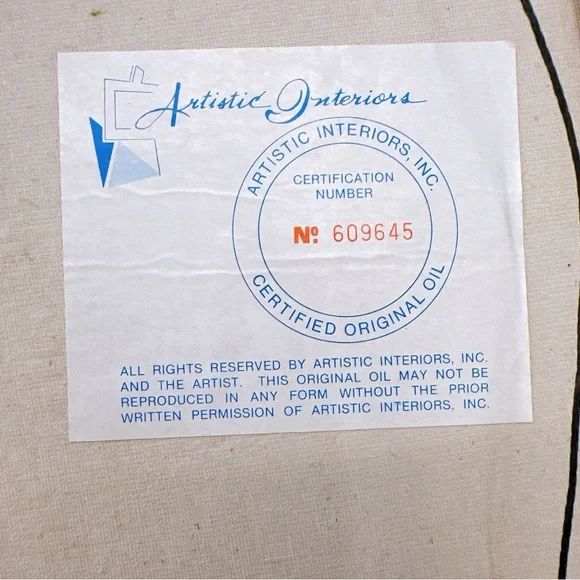 Artistic Interiors
ARTISTIC INTERIORS, INC.
CERTIFICATION
NUMBER
Nº 609645
CERTIFIED ORIGINAL OIL
ALL RIGHTS RESERVED BY ARTISTIC INTERIORS, INC.
AND THE ARTIST. THIS ORIGINAL OIL MAY NOT BE
REPRODUCED IN ANY FORM WITHOUT THE PRIOR
WRITTEN PERMISSION OF ARTISTIC INTERIORS, INC.